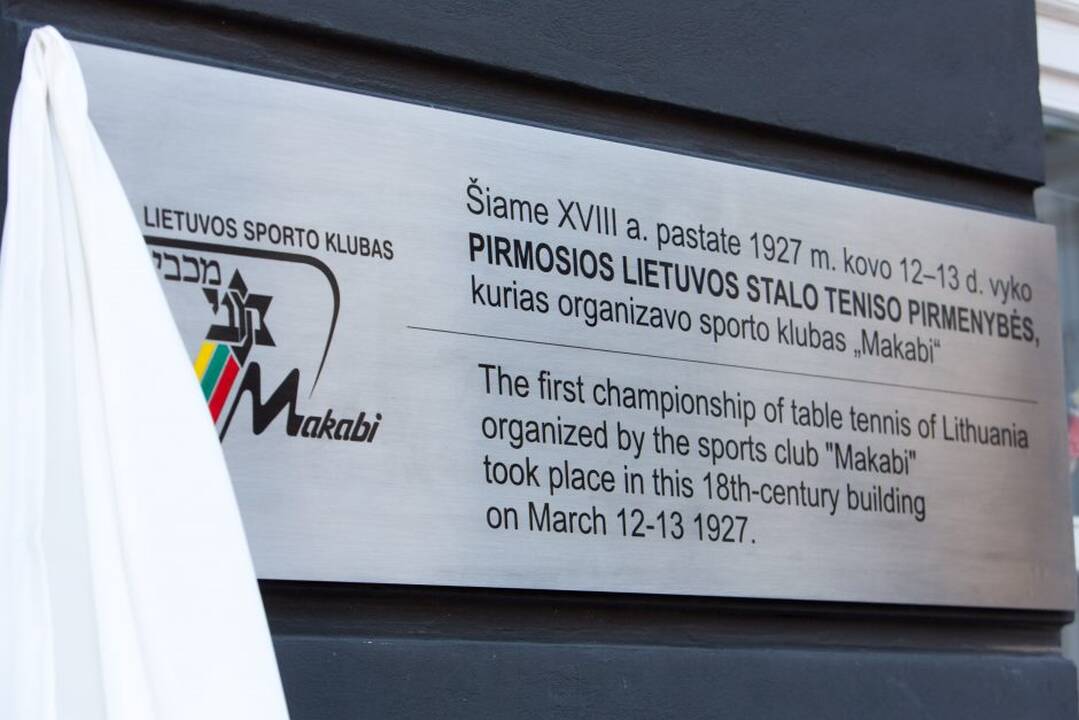 LIETUVOS SPORTO KLUBAS
מכבי
מכבי
Makabi
Šiame XVIII a. pastate 1927 m. kovo 12–13 d. vyko
PIRMOSIOS LIETUVOS STALO TENISO PIRMENYBĖS,
kurias organizavo sporto klubas „Makabi“
The first championship of table tennis of Lithuania
organized by the sports club "Makabi"
took place in this 18th-century building
on March 12-13 1927.